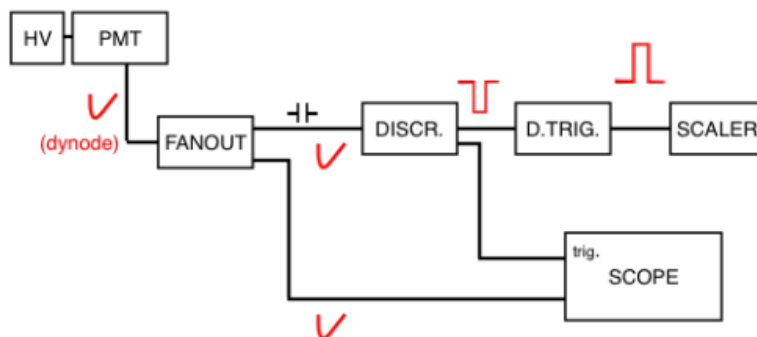 HV
PMT
(dynode)
FANOUT
DISCR.
D.TRIG.
SCALER
trig.
SCOPE